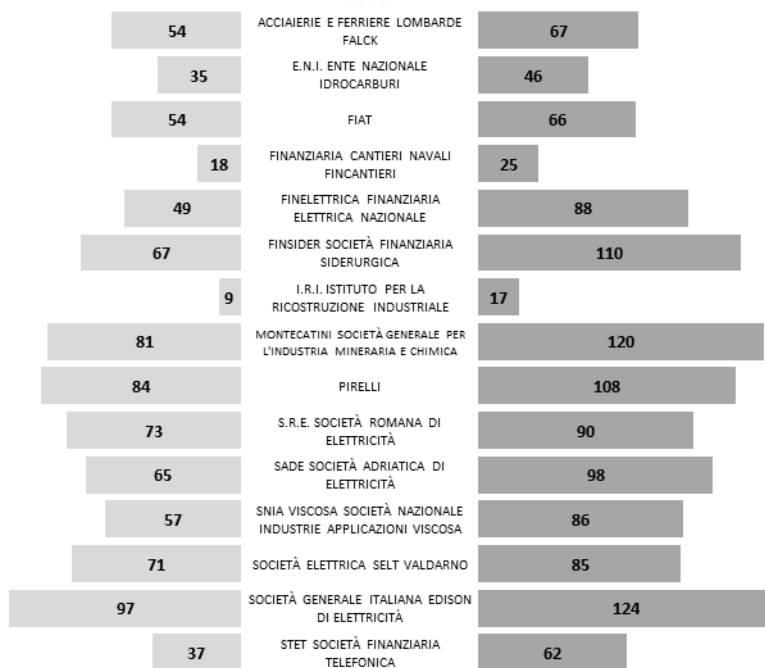 54 ACCIAIERIE E FERRIERE LOMBARDE 67
FALCK
35 E.N.I. ENTE NAZIONALE 46
IDROCARBURI
54 FIAT 66
18 FINANZIARIA CANTIERI NAVALI 25
FINCANTIERI
49 FINELETTRICA FINANZIARIA 88
ELETTRICA NAZIONALE
67 FINSIDER SOCIETÀ FINANZIARIA 110
SIDERURGICA
9 I.R.I. ISTITUTO PER LA 17
RICOSTRUZIONE INDUSTRIALE
81 MONTECATINI SOCIETÀ GENERALE PER 120
L'INDUSTRIA MINERARIA E CHIMICA
84 PIRELLI 108
73 S.R.E. SOCIETÀ ROMANA DI 90
ELETTRICITÀ
65 SADE SOCIETÀ ADRIATICA DI 98
ELETTRICITÀ
57 SNIA VISCOSA SOCIETÀ NAZIONALE 86
INDUSTRIE APPLICAZIONI VISCOSA
71 SOCIETÀ ELETTRICA SELT VALDARNO 85
97 SOCIETÀ GENERALE ITALIANA EDISON 124
DI ELETTRICITÀ
37 STET SOCIETÀ FINANZIARIA 62
TELEFONICA